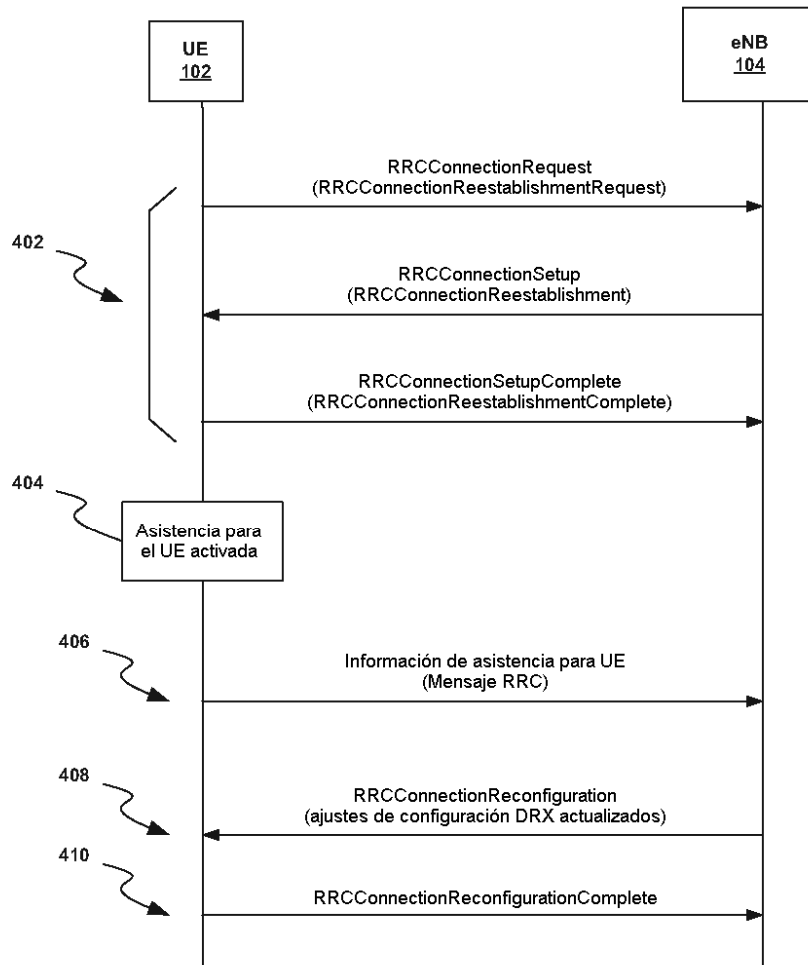 UE
102
eNB
104
RRCConnectionRequest
(RRCConnectionReestablishmentRequest)
402
RRCConnectionSetup
(RRCConnectionReestablishment)
RRCConnectionSetupComplete
(RRCConnectionReestablishmentComplete)
404
Asistencia para
el UE activada
406
Información de asistencia para UE
(Mensaje RRC)
408
RRCConnectionReconfiguration
(ajustes de configuración DRX actualizados)
410
RRCConnectionReconfigurationComplete